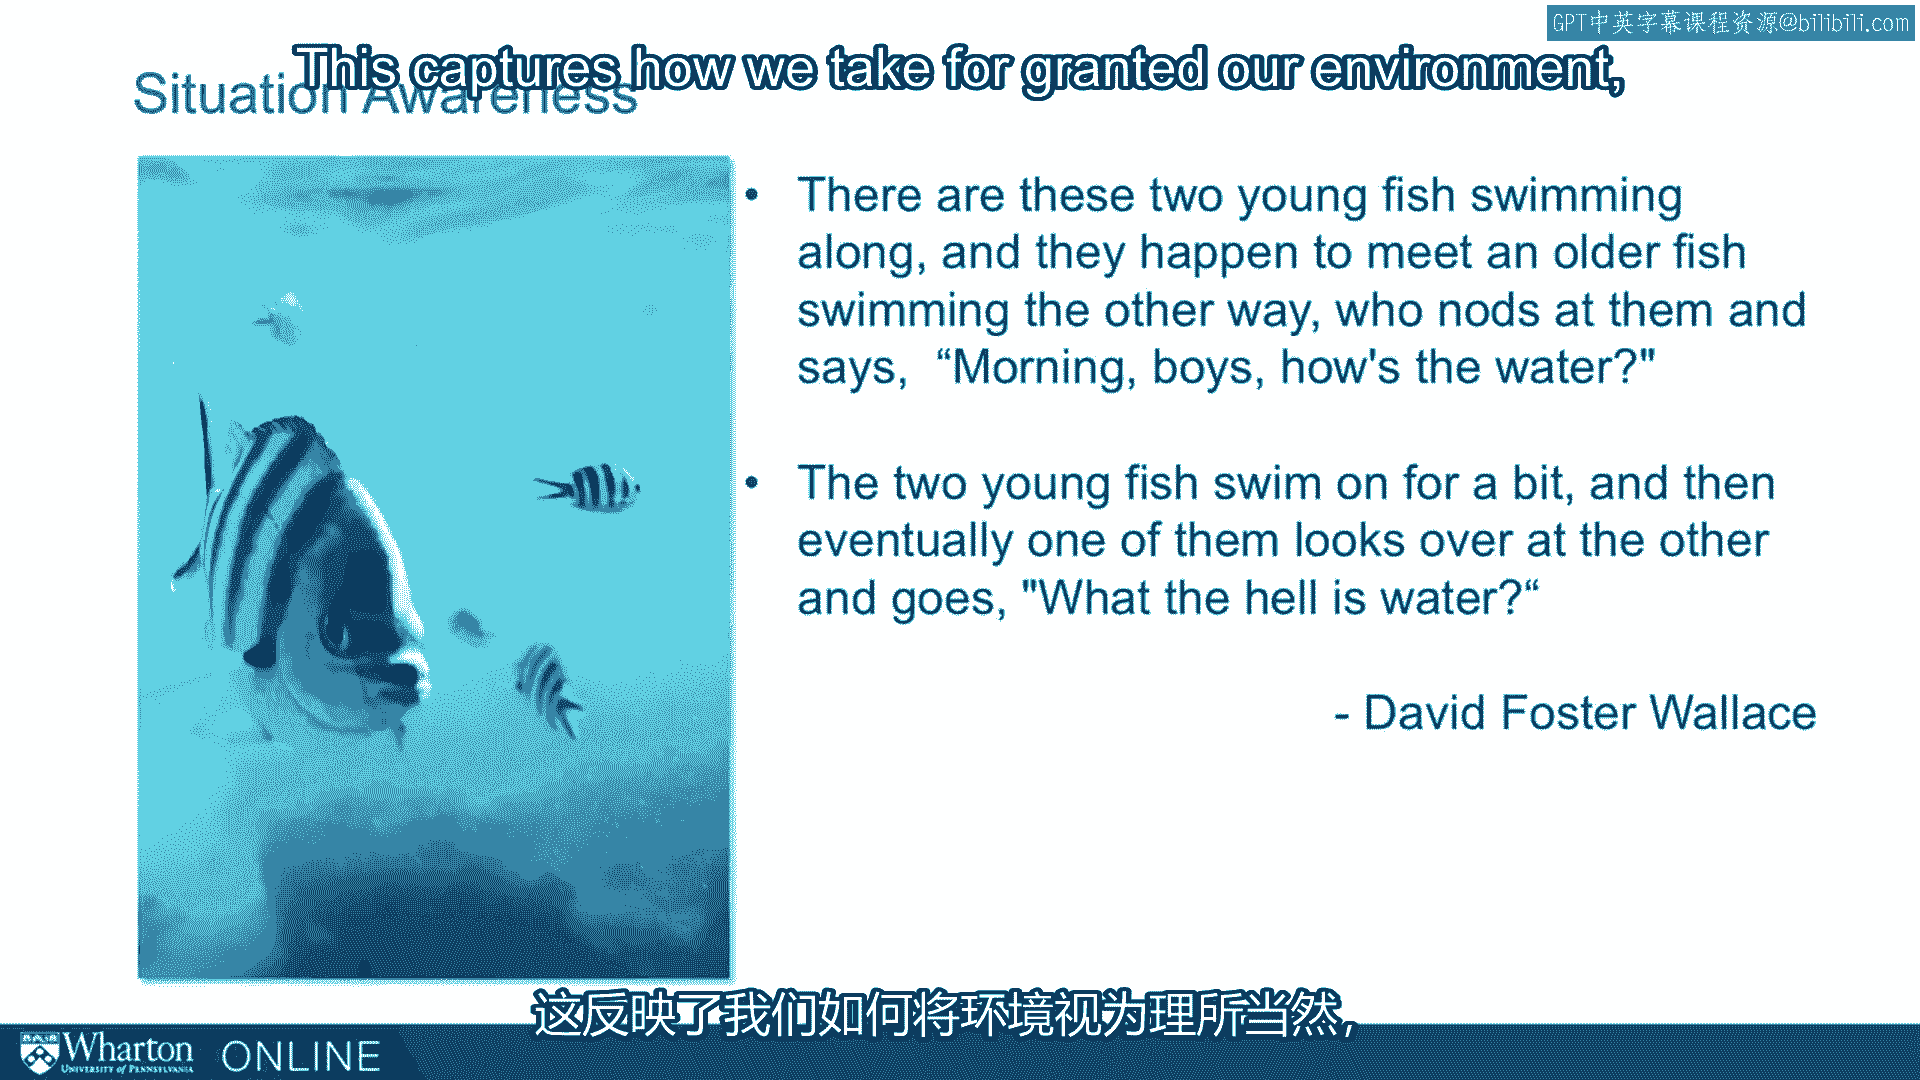 GPT中英字幕课程资源@bilibili.com
This captures how we take for granted our environment,
Situation Awareness
• There are these two young fish swimming
along, and they happen to meet an older fish
swimming the other way, who nods at them and
says, “Morning, boys, how's the water?"
• The two young fish swim on for a bit, and then
eventually one of them looks over at the other
and goes, "What the hell is water?“
- David Foster Wallace
这反映了我们如何将环境视为理所当然，
Wharton
UNIVERSITY of PENNSYLVANIA
ONLINE